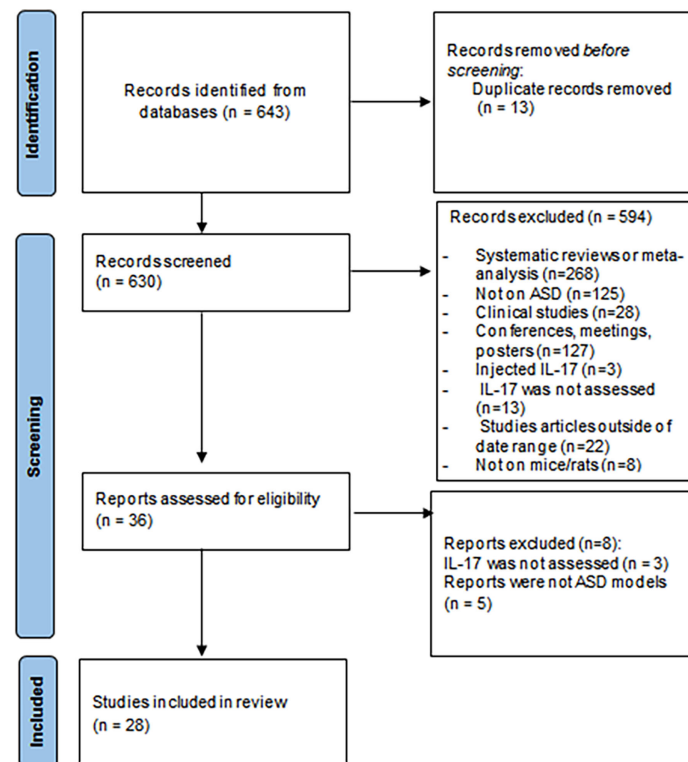 Identification
Records identified from
databases (n = 643)
Records removed before
screening:
Duplicate records removed
(n = 13)
Screening
Records screened
(n = 630)
Records excluded (n = 594)
- Systematic reviews or meta-
analysis (n=268)
- Not on ASD (n=125)
- Clinical studies (n=28)
- Conferences, meetings,
posters (n=127)
- Injected IL-17 (n=3)
- IL-17 was not assessed
(n=13)
- Studies articles outside of
date range (n=22)
- Not on mice/rats (n=8)
Reports assessed for eligibility
(n = 36)
Reports excluded (n=8):
IL-17 was not assessed (n = 3)
Reports were not ASD models
(n = 5)
Included
Studies included in review
(n = 28)